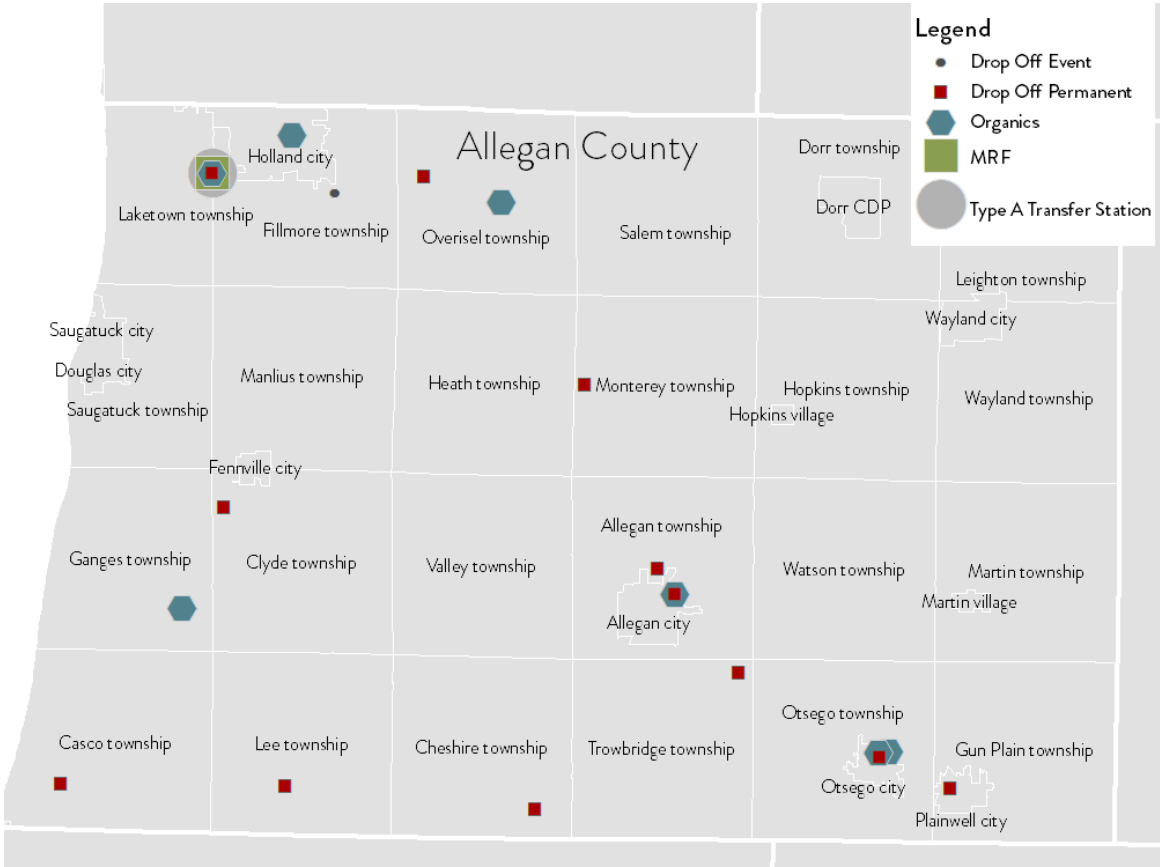 Legend
Drop Off Event
Drop Off Permanent
Organics
MRF
Type A Transfer Station
Allegan County
Dorr township
Holland city
Dorr CDP
Laketown township
Fillmore township
Overisel township
Salem township
Leighton township
Saugatuck city
Wayland city
Douglas city
Manlius township
Heath township
Monterey township
Hopkins township
Wayland township
Saugatuck township
Hopkins village
Fennville city
Allegan township
Ganges township
Clyde township
Valley township
Watson township
Martin township
Martin village
Allegan city
Otsego township
Casco township
Lee township
Cheshire township
Trowbridge township
Gun Plain township
Otsego city
Plainwell city